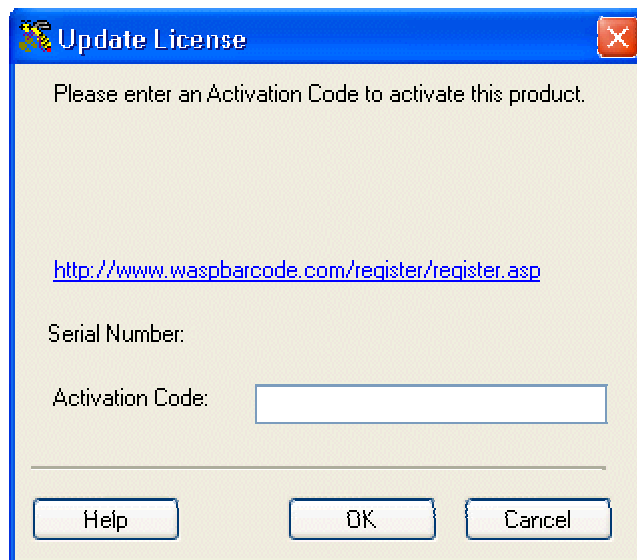 Update License
Please enter an Activation Code to activate this product.
http://www.waspbarcode.com/register/register.asp
Serial Number:
Activation Code:
Help OK Cancel